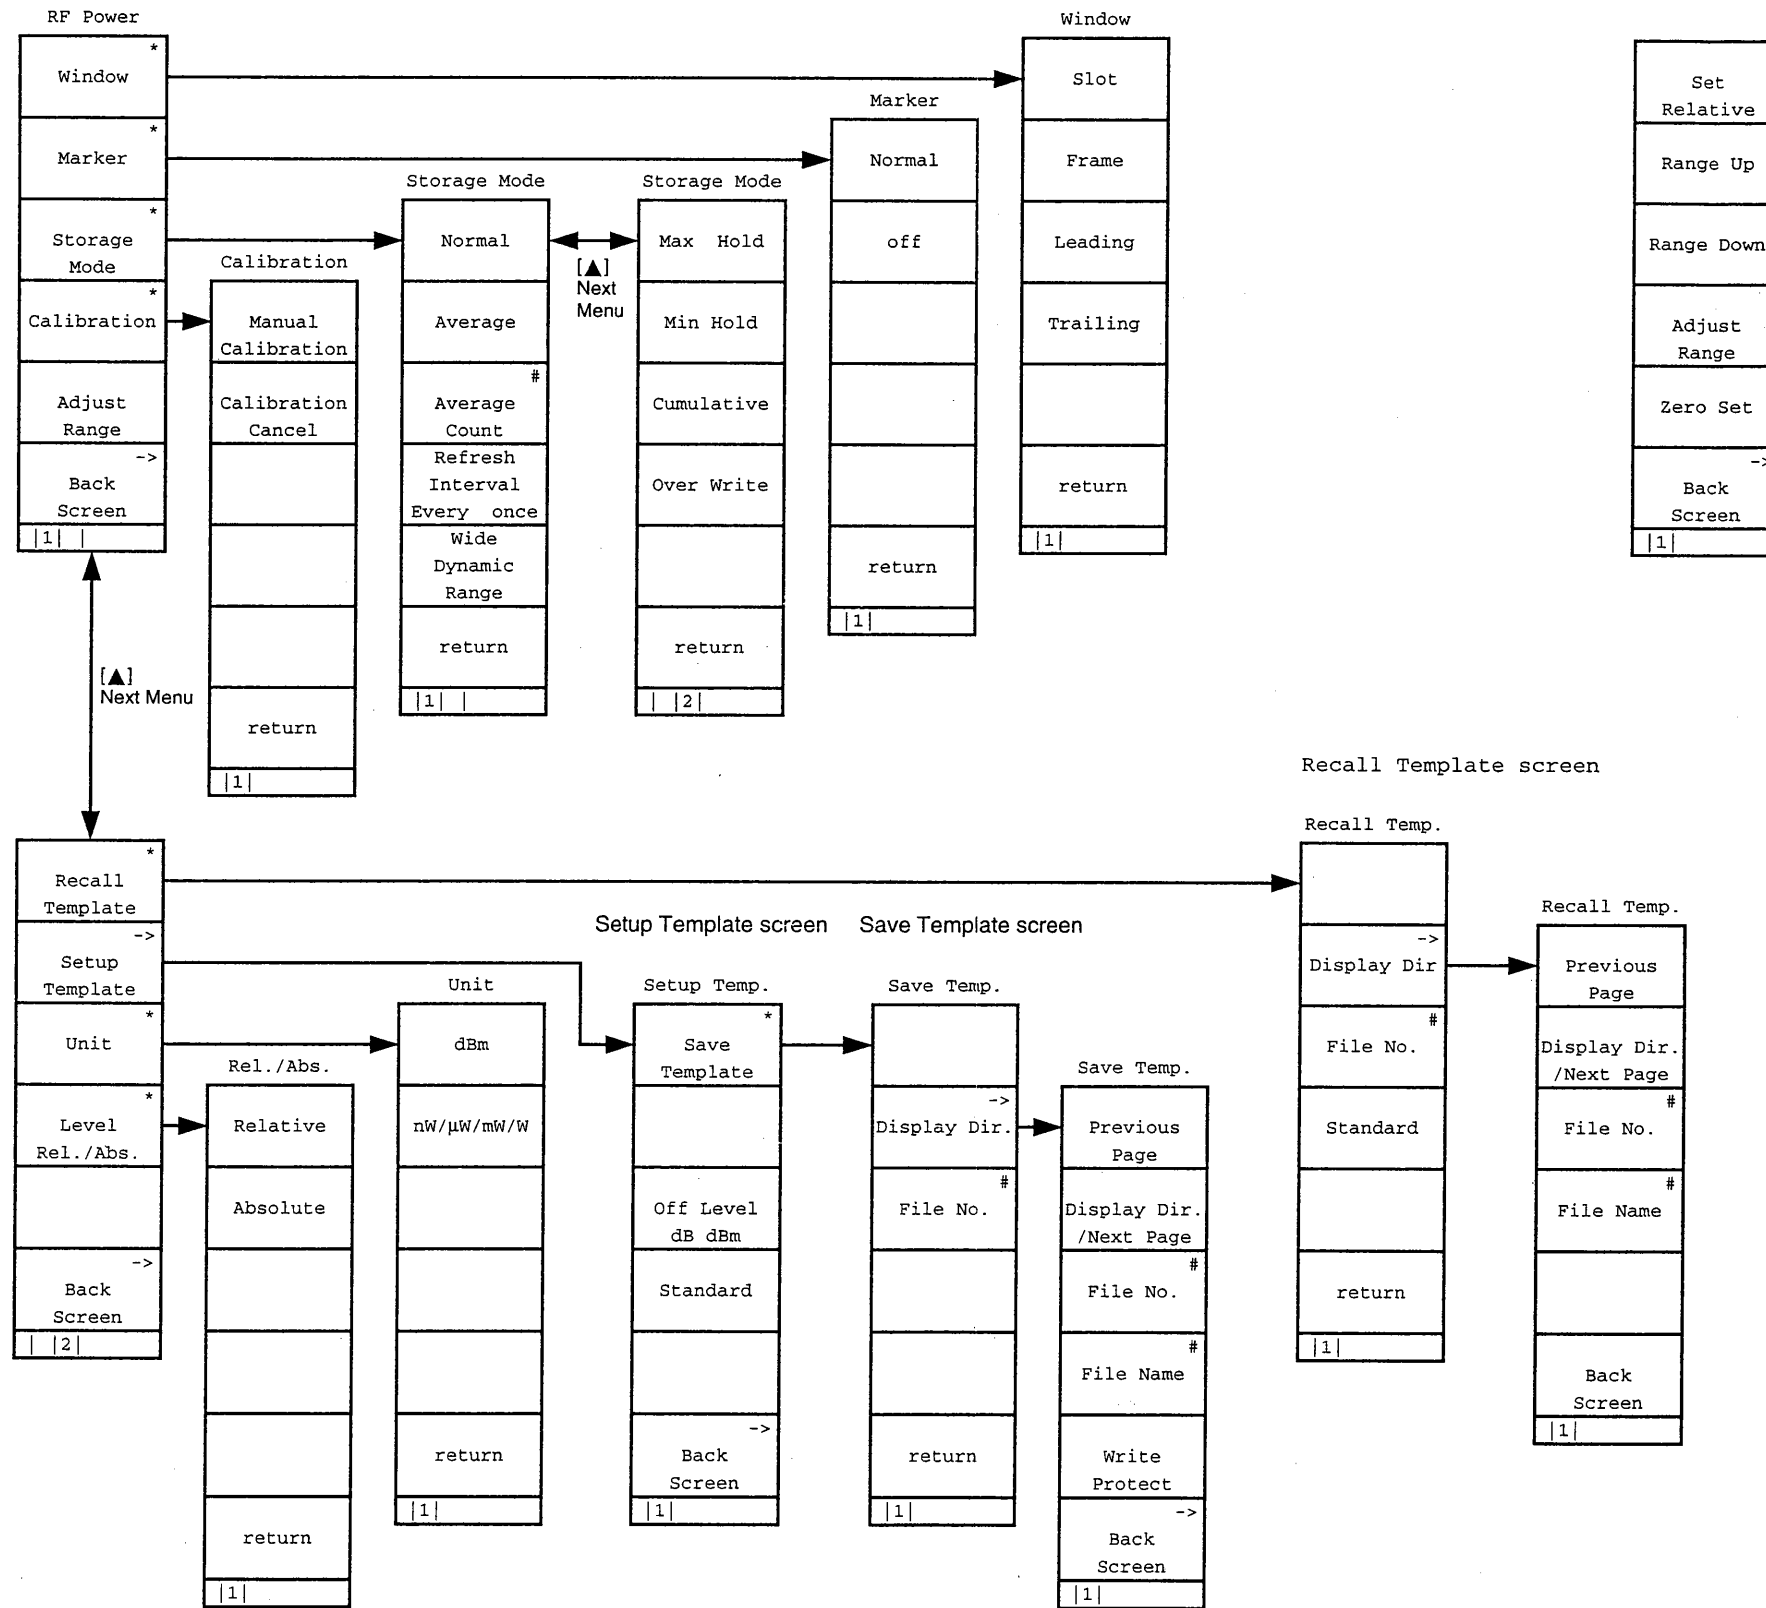 RF Power
*
Window
*
Marker
*
Storage
Mode
*
Calibration
Adjust
Range
->
Back
Screen
|1| |
[▲]
Next Menu
Calibration
Manual
Calibration
Calibration
Cancel
return
|1|
Storage Mode
Normal
Average
#
Average
Count
Refresh
Interval
Every once
Wide
Dynamic
Range
return
|1| |
[▲]
Next
Menu
Storage Mode
Max Hold
Min Hold
Cumulative
Over Write
return
| |2|
Marker
Normal
off
return
|1|
Window
Slot
Frame
Leading
Trailing
return
|1|
Set
Relative
Range Up
Range Down
Adjust
Range
Zero Set
->
Back
Screen
|1|
*
Recall
Template
->
Setup
Template
*
Unit
*
Level
Rel./Abs.
->
Back
Screen
| |2|
Rel./Abs.
Relative
Absolute
return
|1|
Unit
dBm
nW/µW/mW/W
return
|1|
Setup Template screen
Setup Temp.
*
Save
Template
Off Level
dB dBm
Standard
->
Back
Screen
|1|
Save Template screen
Save Temp.
->
Display Dir.
#
File No.
return
|1|
Save Temp.
Previous
Page
Display Dir.
/Next Page
#
File No.
#
File Name
Write
Protect
->
Back
Screen
|1|
Recall Template screen
Recall Temp.
->
Display Dir
#
File No.
Standard
return
|1|
Recall Temp.
Previous
Page
Display Dir.
/Next Page
#
File No.
#
File Name
Back
Screen
|1|